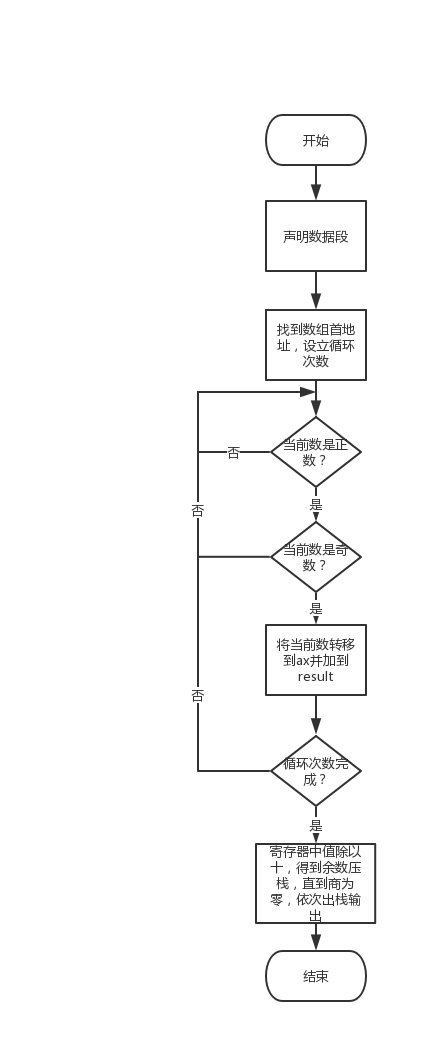 开始
声明数据段
找到数组首地
址，设立循环
次数
当前数是正
数？
否
是
否
当前数是奇
数？
是
将当前数转移
到ax并加到
result
否
循环次数完
成？
是
寄存器中值除以
十，得到余数压
栈，直到商为
零，依次出栈输
出
结束